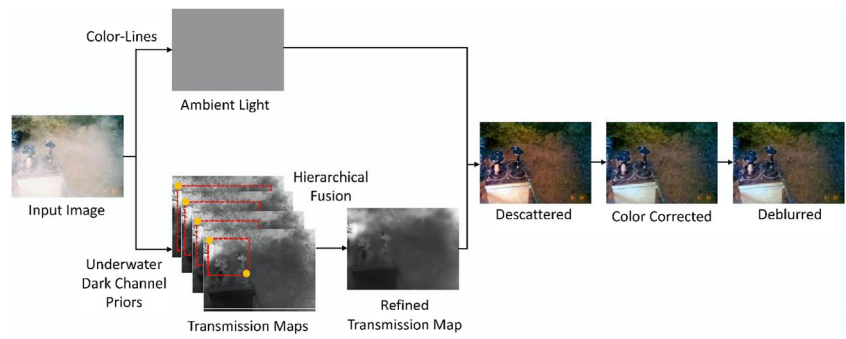 Color-Lines
Ambient Light
Input Image
Hierarchical
Fusion
Underwater
Dark Channel
Priors
Transmission Maps
Refined
Transmission Map
Descattered
Color Corrected
Deblurred